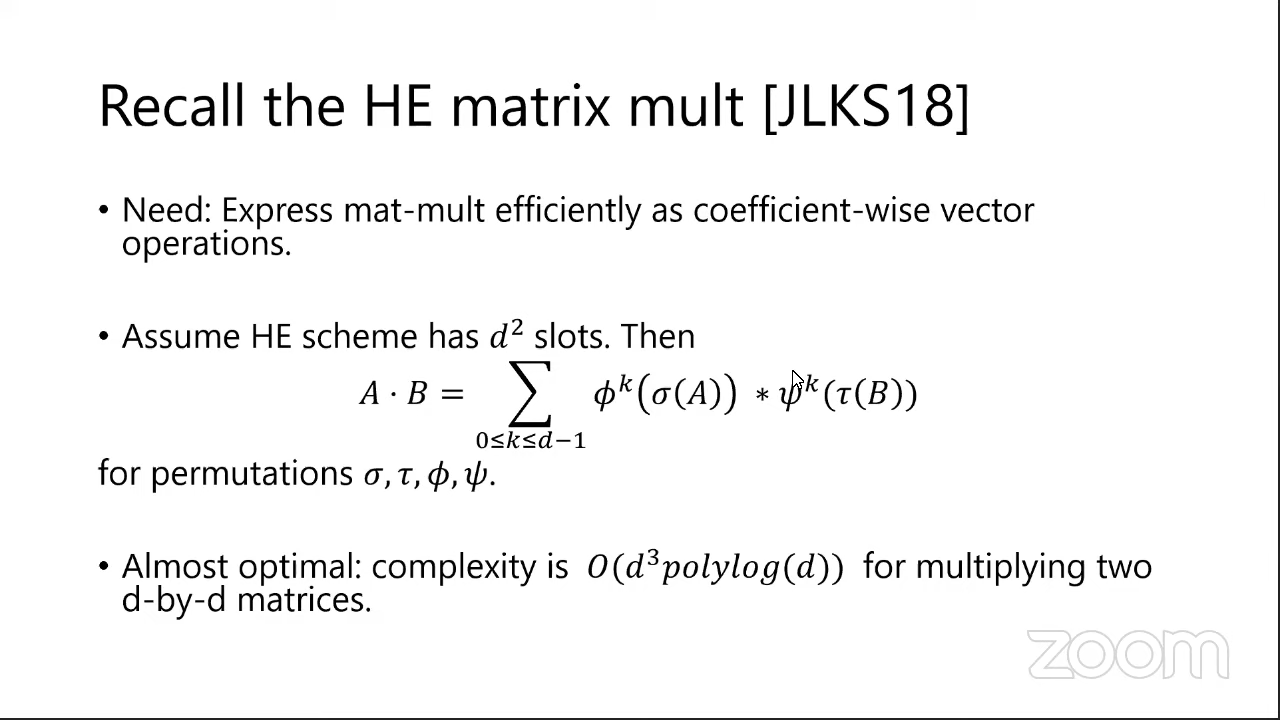 Recall the HE matrix mult [JLKS18]
• Need: Express mat-mult efficiently as coefficient-wise vector
operations.
• Assume HE scheme has d² slots. Then
A · B = ∑ ϕᵏ(σ(A)) ∗ ψᵏ(τ(B))
0≤k≤d−1
for permutations σ, τ, ϕ, ψ.
• Almost optimal: complexity is O(d³polylog(d)) for multiplying two
d-by-d matrices.
zoom